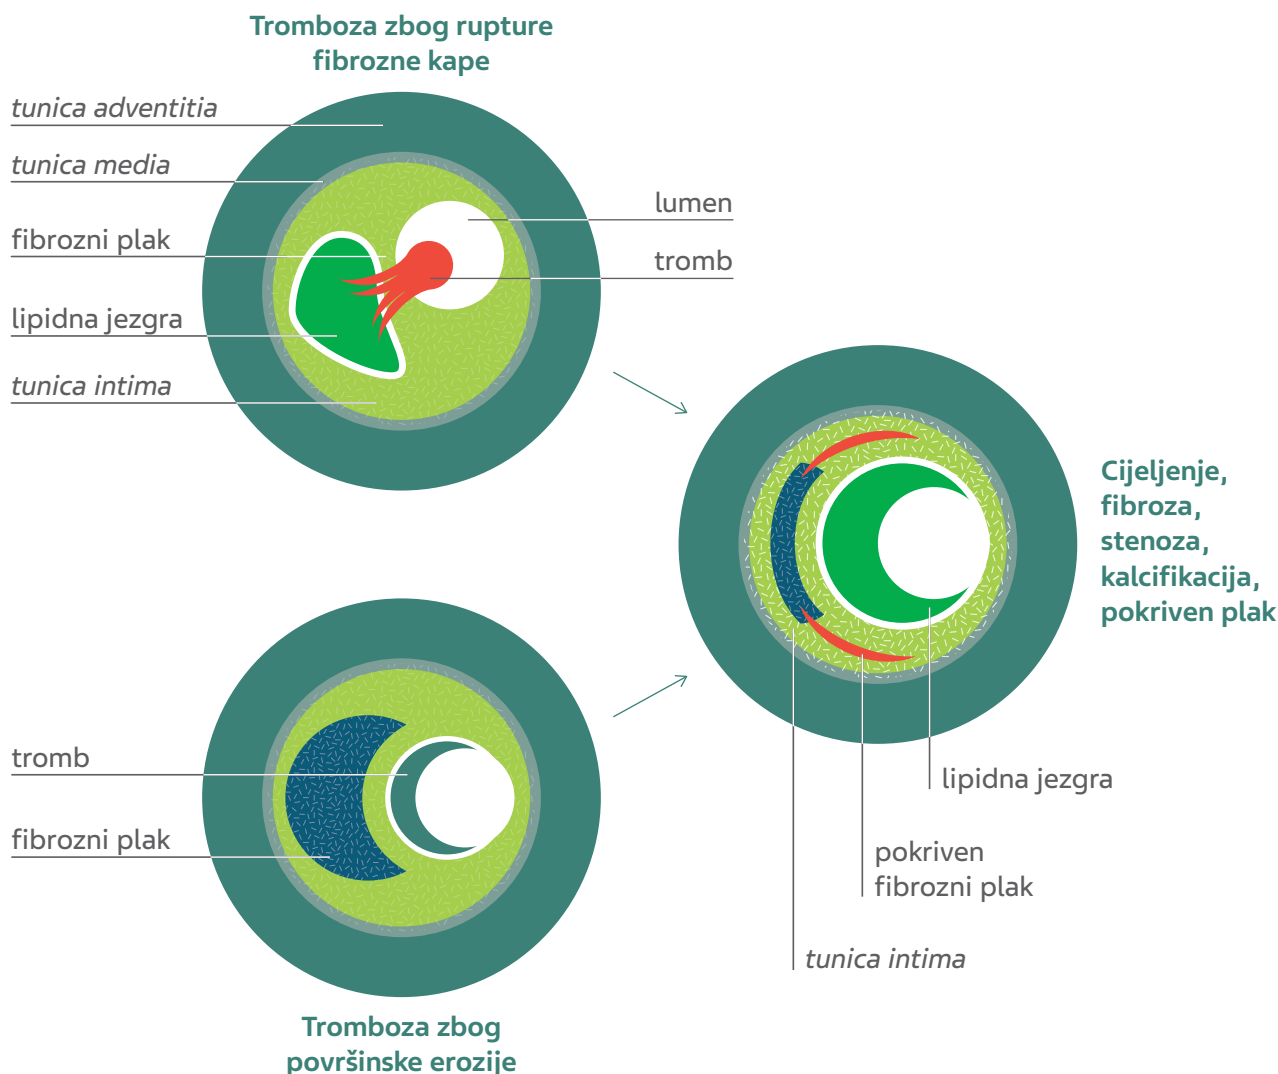 Tromboza zbog rupture
fibrozne kape
tunica adventitia
tunica media
fibrozni plak
lipidna jezgra
tunica intima
lumen
tromb
Cijeljenje,
fibroza,
stenoza,
kalcifikacija,
pokriven plak
lipidna jezgra
pokriven
fibrozni plak
tunica intima
tromb
fibrozni plak
Tromboza zbog
površinske erozije